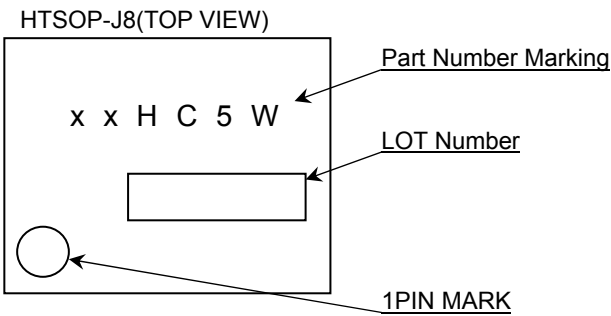 HTSOP-J8(TOP VIEW)
Part Number Marking
x x H C 5 W
LOT Number
1PIN MARK